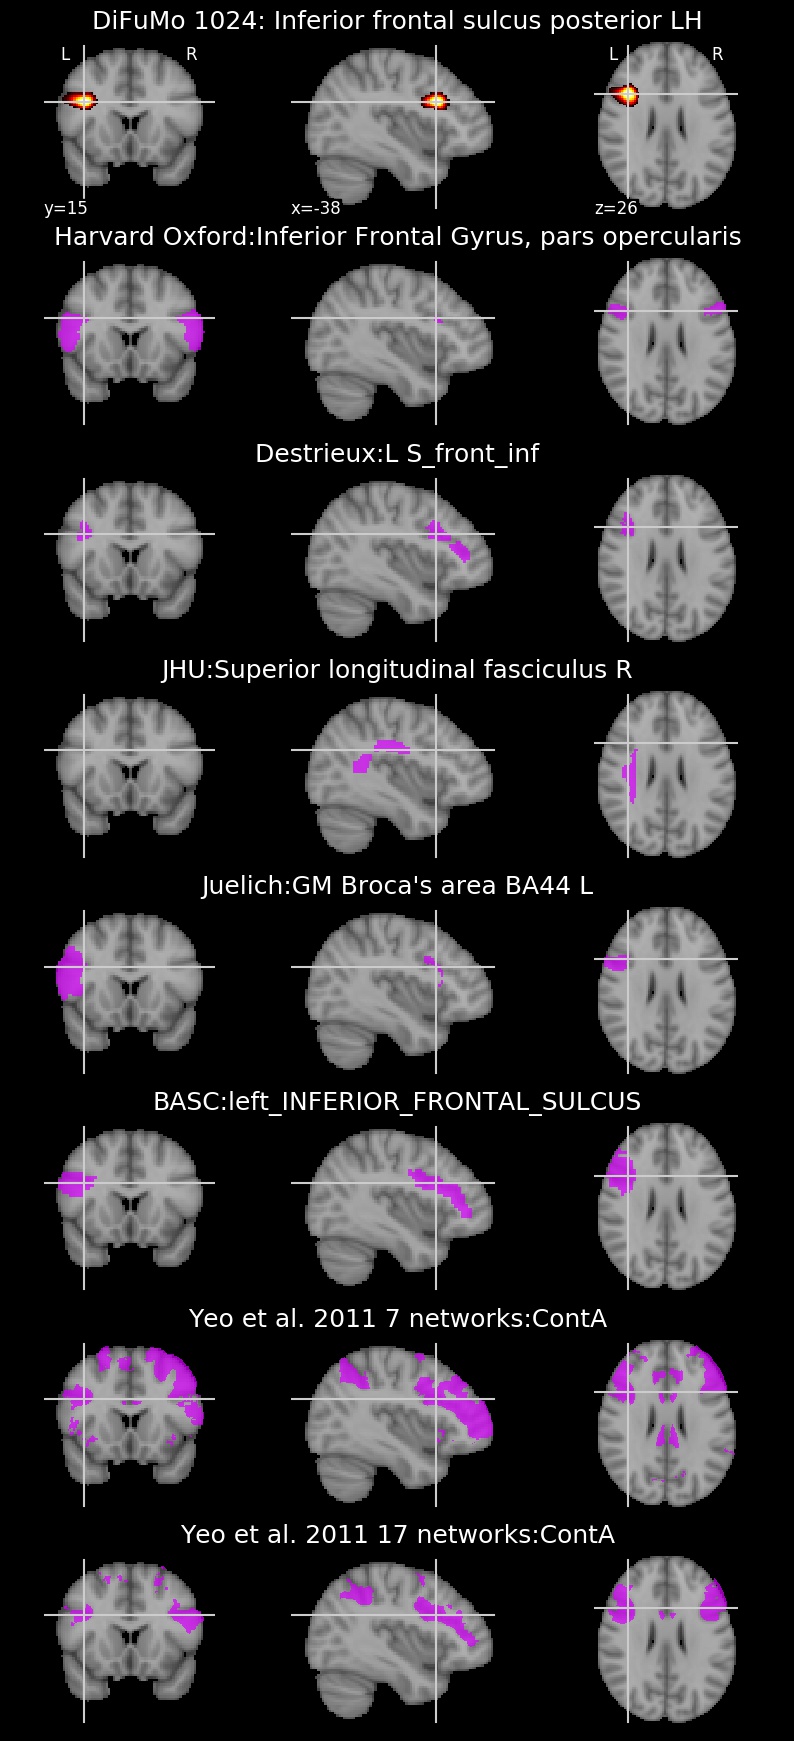 DiFuMo 1024: Inferior frontal sulcus posterior LH
L R L R
y=15 x=-38 z=26
Harvard Oxford:Inferior Frontal Gyrus, pars opercularis
Destrieux:L S_front_inf
JHU:Superior longitudinal fasciculus R
Juelich:GM Broca's area BA44 L
BASC:left_INFERIOR_FRONTAL_SULCUS
Yeo et al. 2011 7 networks:ContA
Yeo et al. 2011 17 networks:ContA